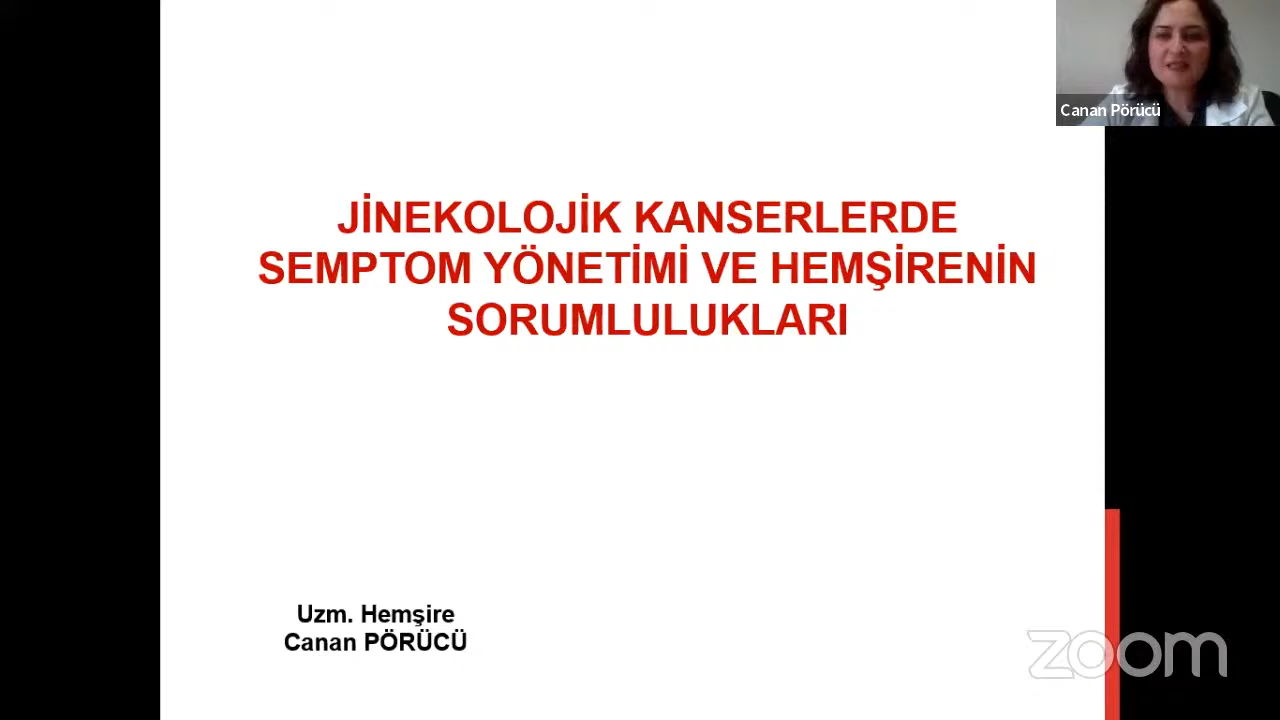 Canan Pörücü
JİNEKOLOJİK KANSERLERDE
SEMPTOM YÖNETİMİ VE HEMŞİRENİN
SORUMLULUKLARI
Uzm. Hemşire
Canan PÖRÜCÜ
zoom